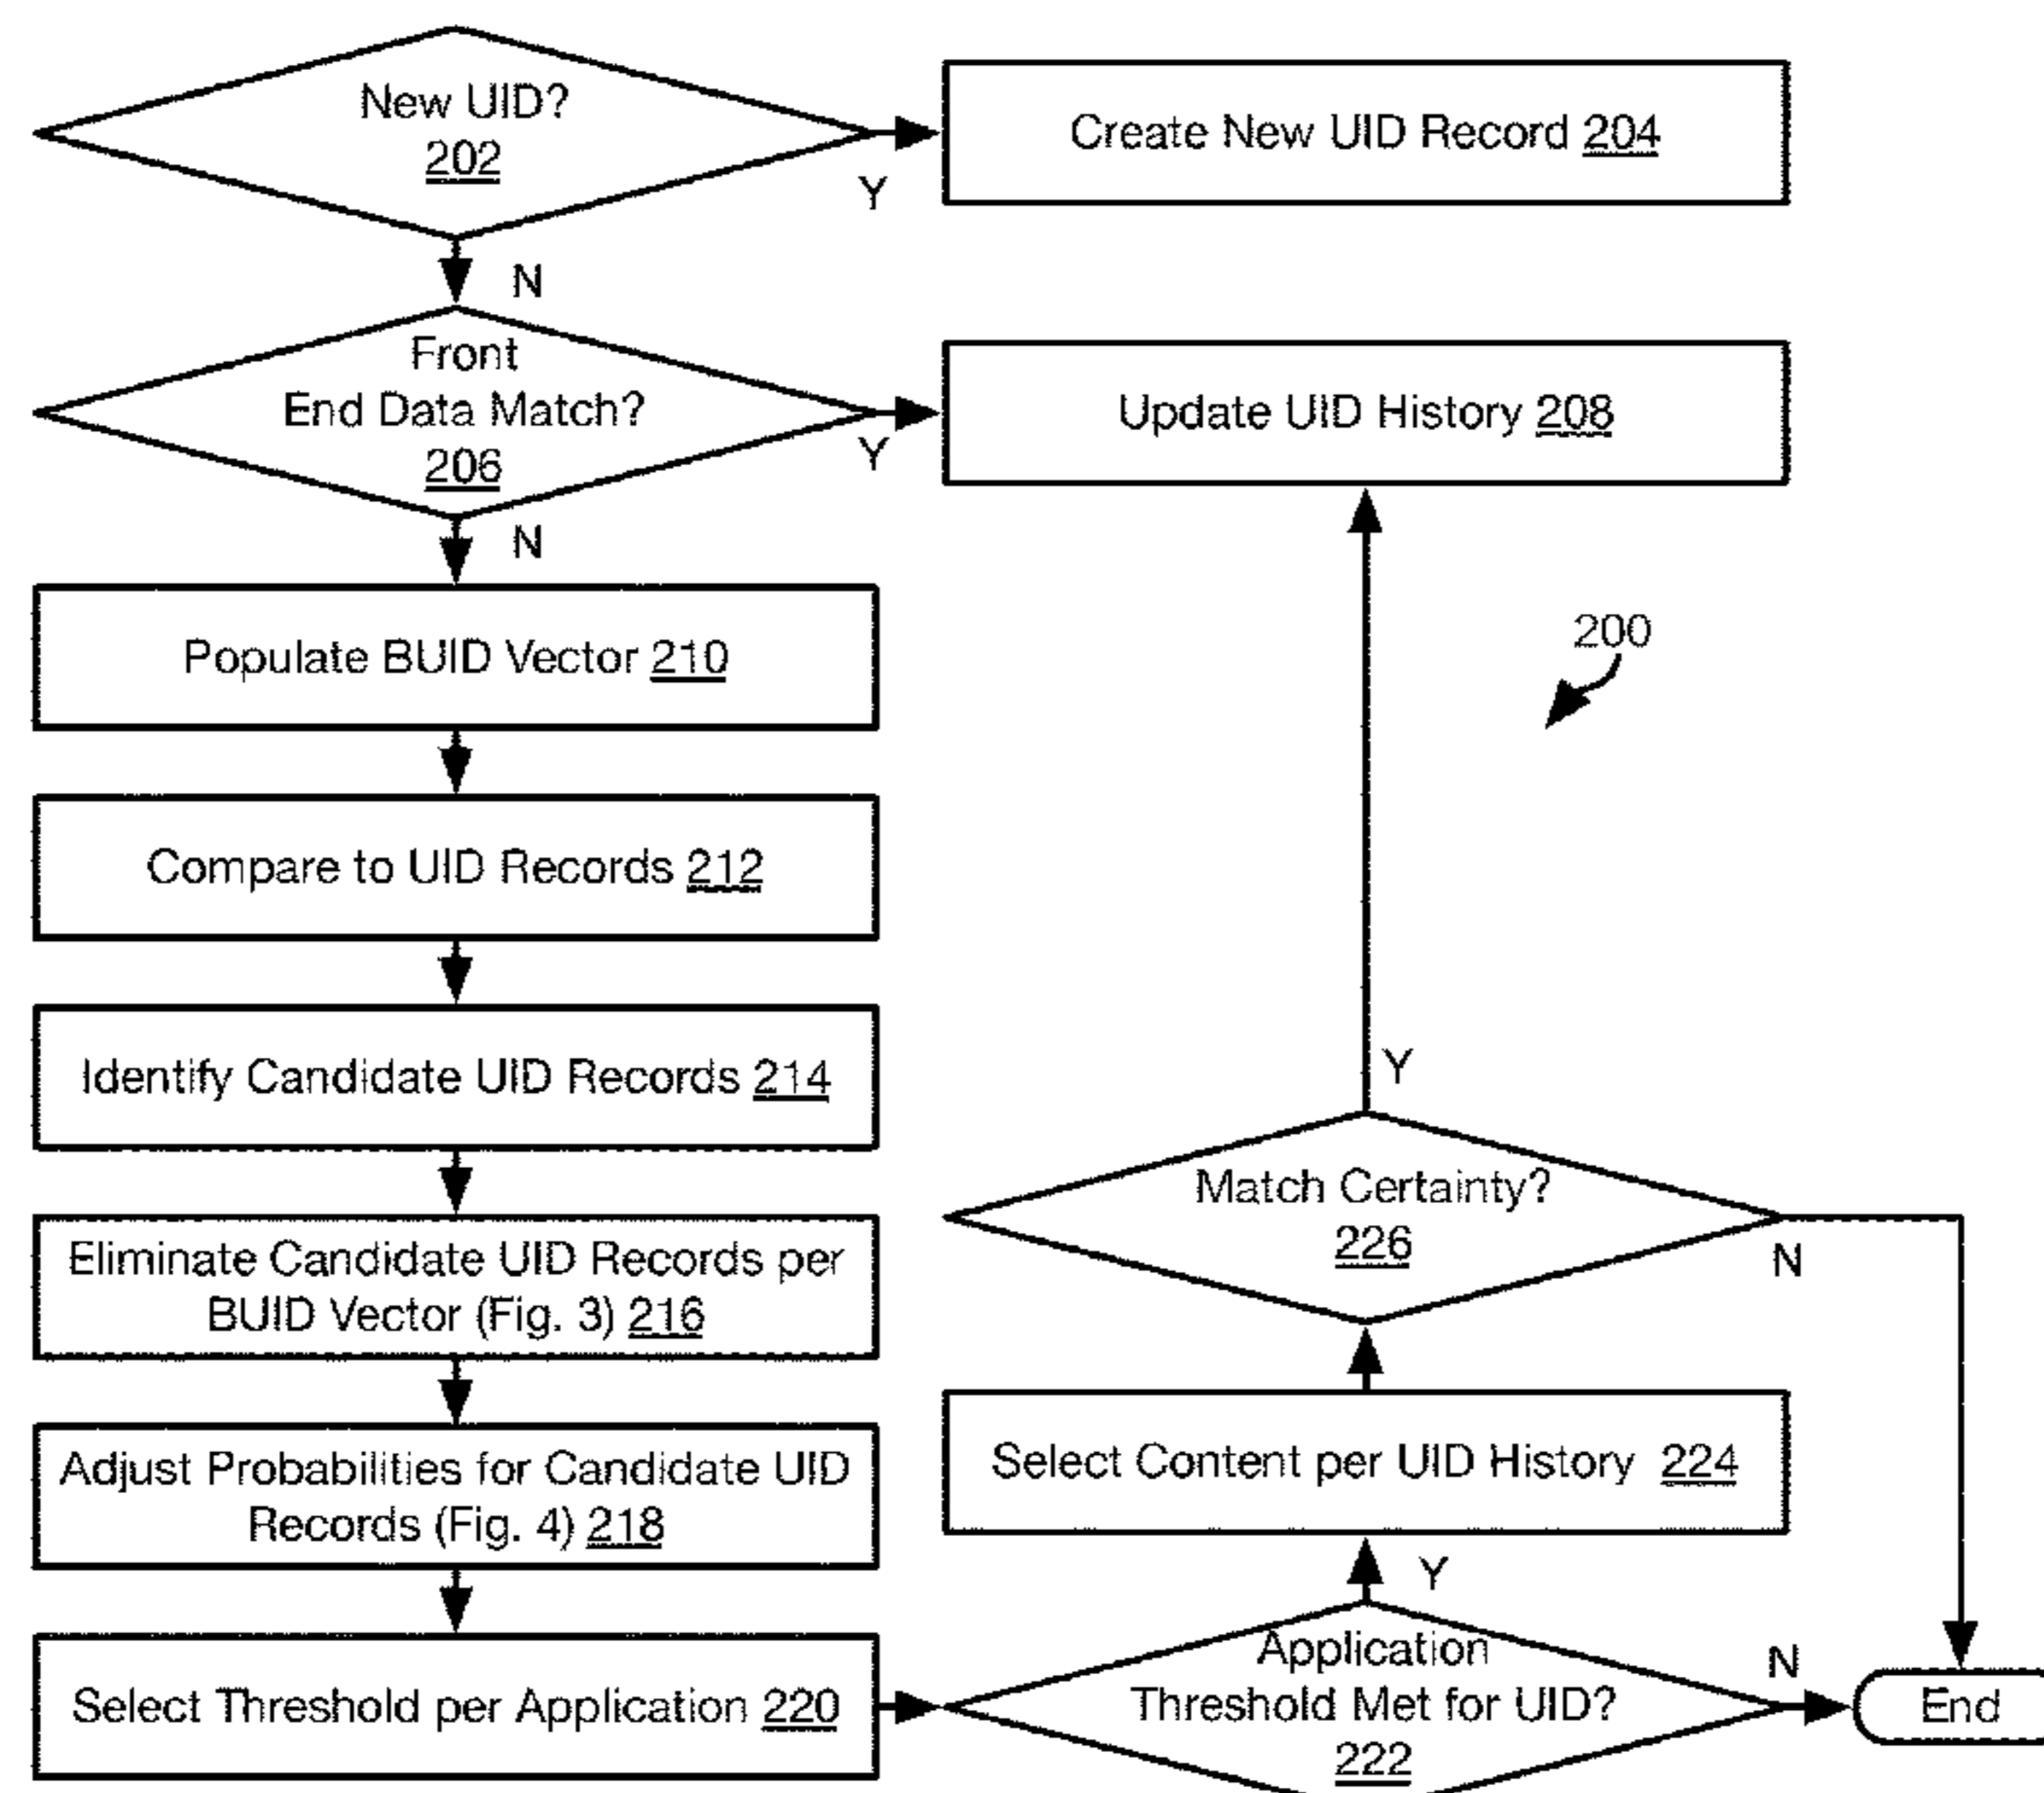 New UID?
202
Y
Create New UID Record 204
N
Front
End Data Match?
206
Y
Update UID History 208
N
Populate BUID Vector 210
200
Compare to UID Records 212
Identify Candidate UID Records 214
Eliminate Candidate UID Records per
BUID Vector (Fig. 3) 216
Adjust Probabilities for Candidate UID
Records (Fig. 4) 218
Select Threshold per Application 220
Application
Threshold Met for UID?
222
N
End
Y
Select Content per UID History 224
Match Certainty?
226
N
Y